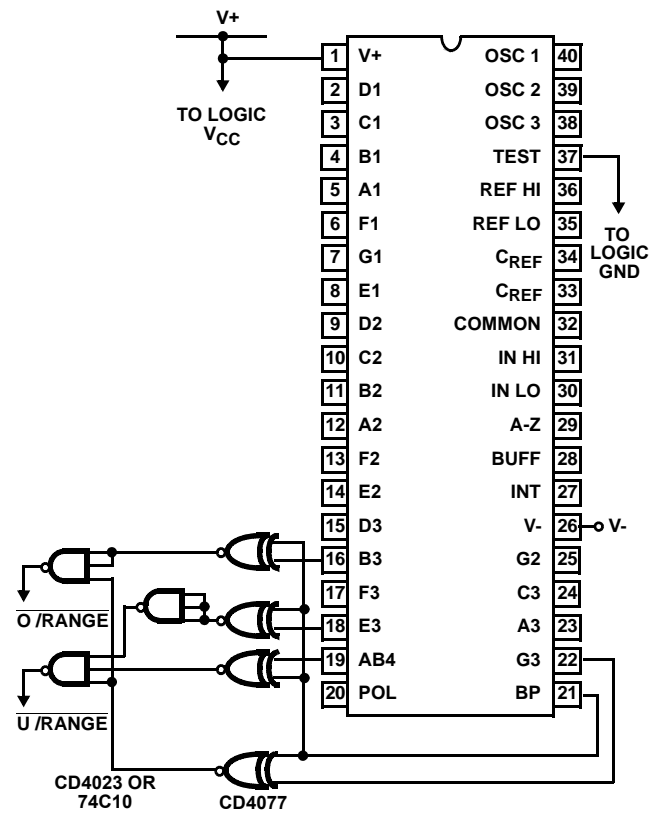 V+
TO LOGIC
VCC
1 V+ OSC 1 40
2 D1 OSC 2 39
3 C1 OSC 3 38
4 B1 TEST 37
5 A1 REF HI 36
6 F1 REF LO 35
7 G1 CREF 34
8 E1 CREF 33
9 D2 COMMON 32
10 C2 IN HI 31
11 B2 IN LO 30
12 A2 A-Z 29
13 F2 BUFF 28
14 E2 INT 27
15 D3 V- 26 V-
16 B3 G2 25
17 F3 C3 24
18 E3 A3 23
19 AB4 G3 22
20 POL BP 21
TO
LOGIC
GND
O /RANGE
U /RANGE
CD4023 OR
74C10
CD4077